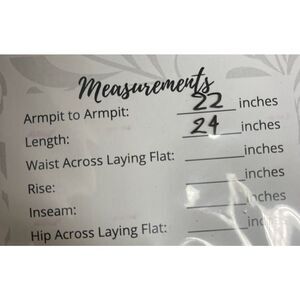 Measurements
Armpit to Armpit: 22 inches
Length: 24 inches
Waist Across Laying Flat: inches
Rise: inches
Inseam: inches
Hip Across Laying Flat: inches